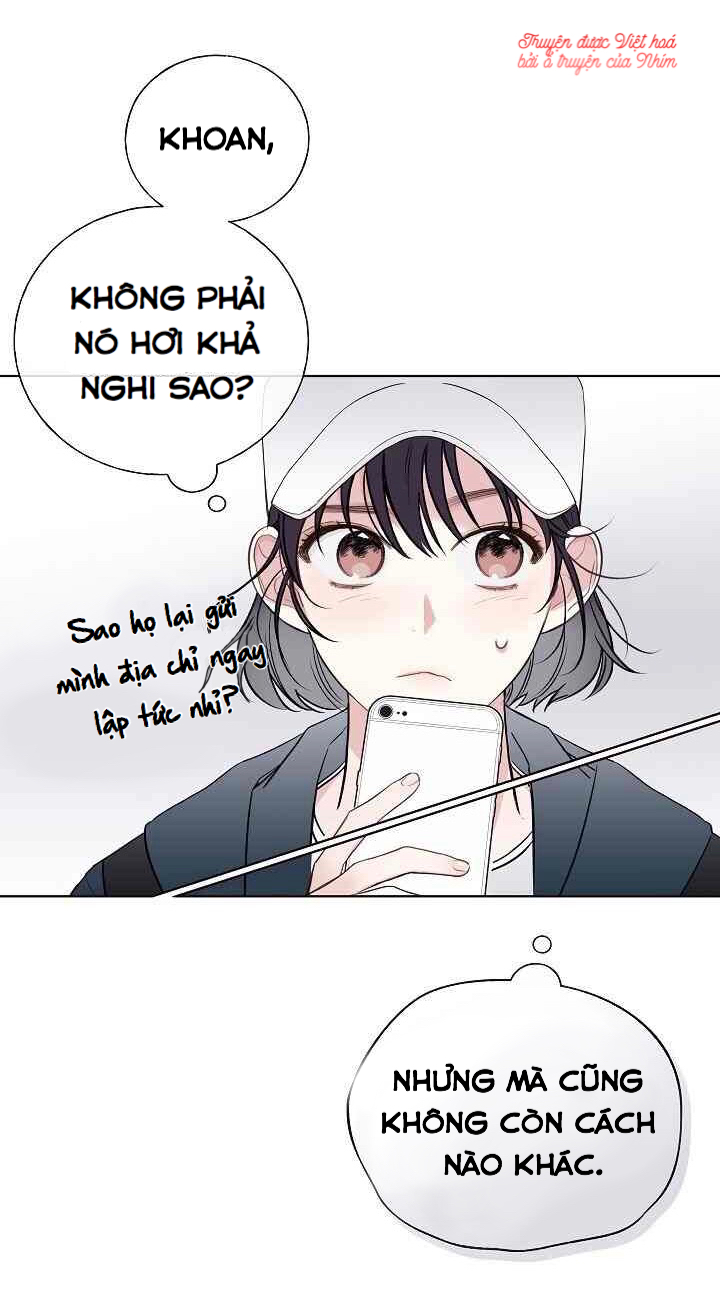 Truyện được Việt hoá
bởi ổ truyện của Nhím
KHOAN,
KHÔNG PHẢI
NÓ HƠI KHẢ
NGHI SAO?
Sao họ lại gửi
mình địa chỉ ngay
lập tức nhỉ?
NHƯNG MÀ CŨNG
KHÔNG CÒN CÁCH
NÀO KHÁC.